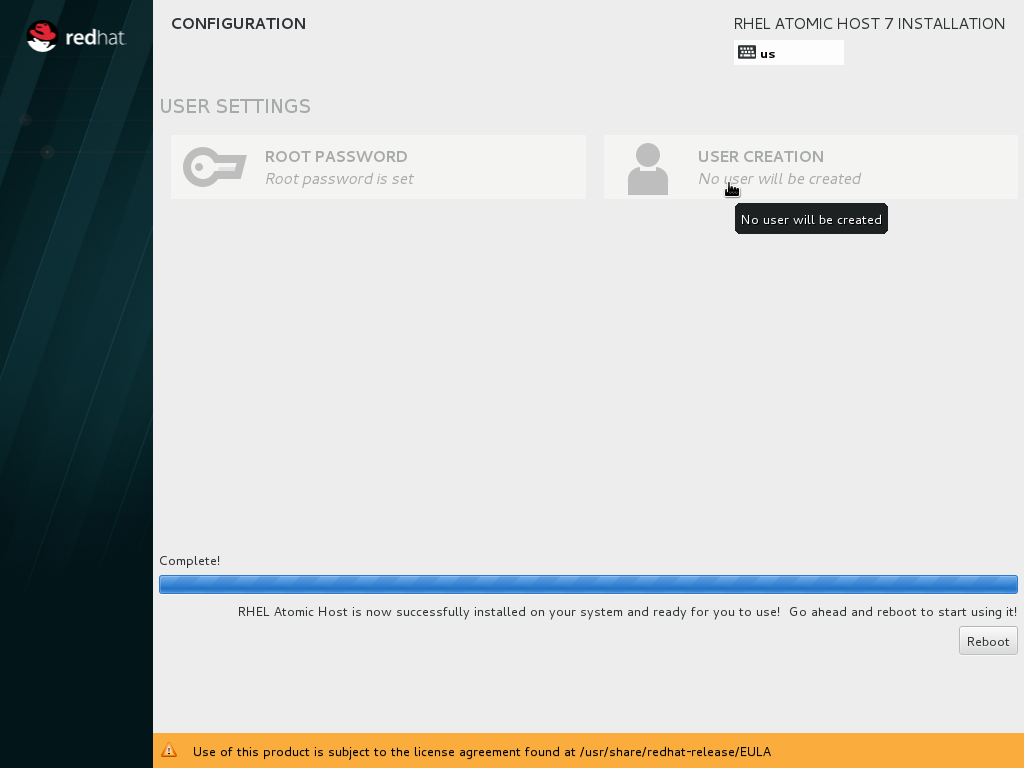 redhat.
CONFIGURATION
RHEL ATOMIC HOST 7 INSTALLATION
us
USER SETTINGS
ROOT PASSWORD
Root password is set
USER CREATION
No user will be created
No user will be created
Complete!
RHEL Atomic Host is now successfully installed on your system and ready for you to use! Go ahead and reboot to start using it!
Reboot
Use of this product is subject to the license agreement found at /usr/share/redhat-release/EULA